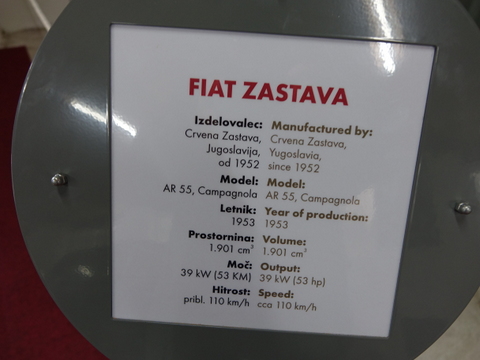 FIAT ZASTAVA
Izdelovalec: Manufactured by:
Crvena Zastava, Crvena Zastava,
Jugoslavija, Yugoslavia,
od 1952 since 1952
Model: Model:
AR 55, Campagnola AR 55, Campagnola
Letnik: Year of production:
1953 1953
Prostornina: Volume:
1.901 cm³ 1.901 cm³
Moč: Output:
39 kW (53 KM) 39 kW (53 hp)
Hitrost: Speed:
pribl. 110 km/h cca 110 km/h